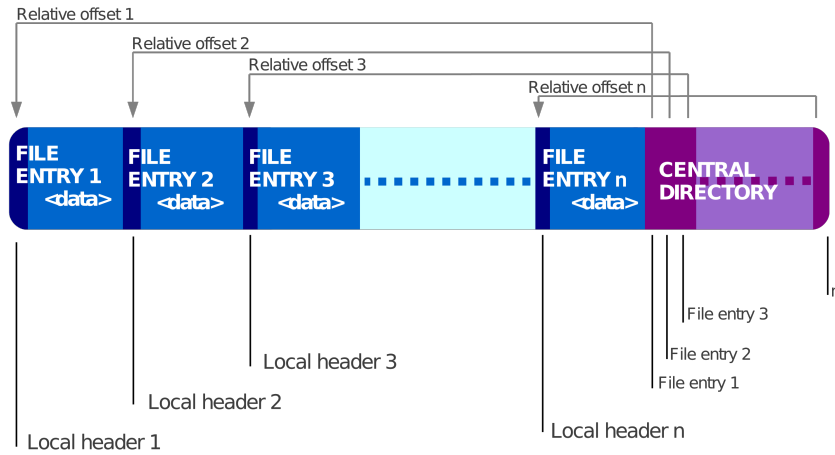 Relative offset 1
Relative offset 2
Relative offset 3
Relative offset n
FILE
ENTRY 1
<data>
FILE
ENTRY 2
<data>
FILE
ENTRY 3
<data>
FILE
ENTRY n
<data>
CENTRAL
DIRECTORY
File entry 3
File entry 2
File entry 1
Local header 3
Local header 2
Local header n
Local header 1